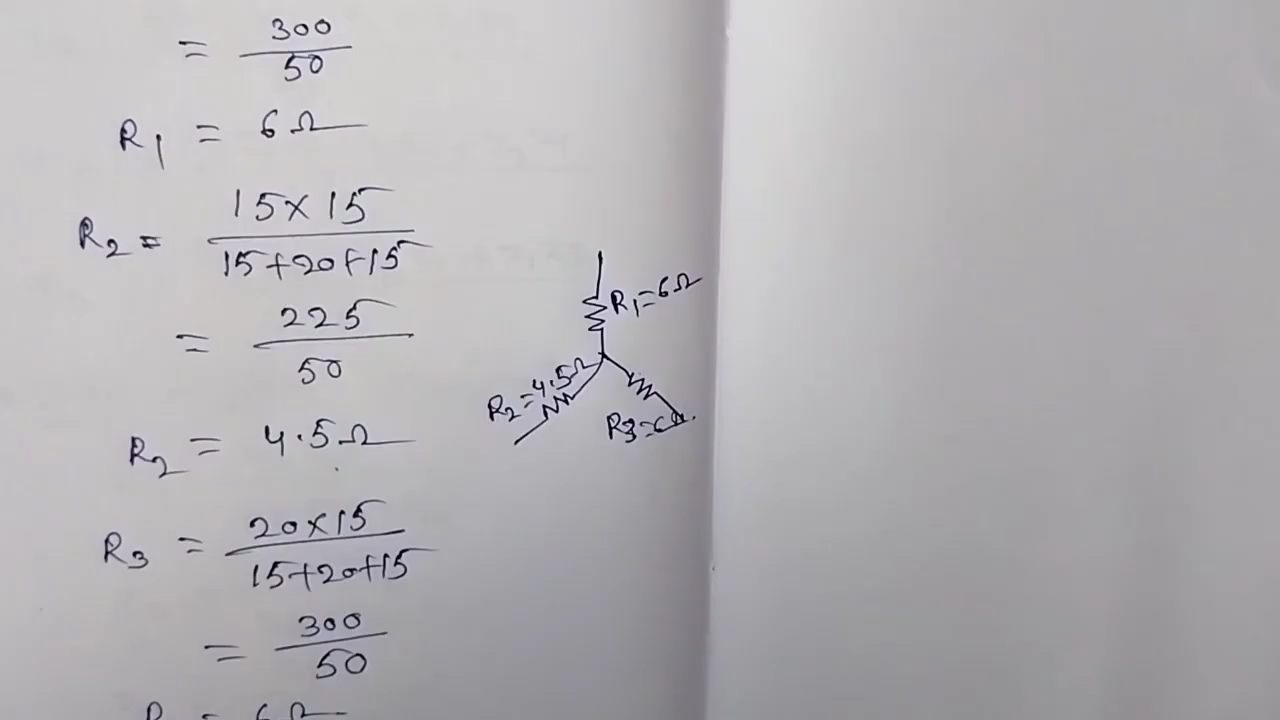 = 300/50
R1 = 6Ω
R2 = 15×15/15+20+15
= 225/50
R2 = 4.5Ω
R3 = 20×15/15+20+15
= 300/50
= 6Ω
R1=6Ω
R2=4.5Ω
R3=6Ω